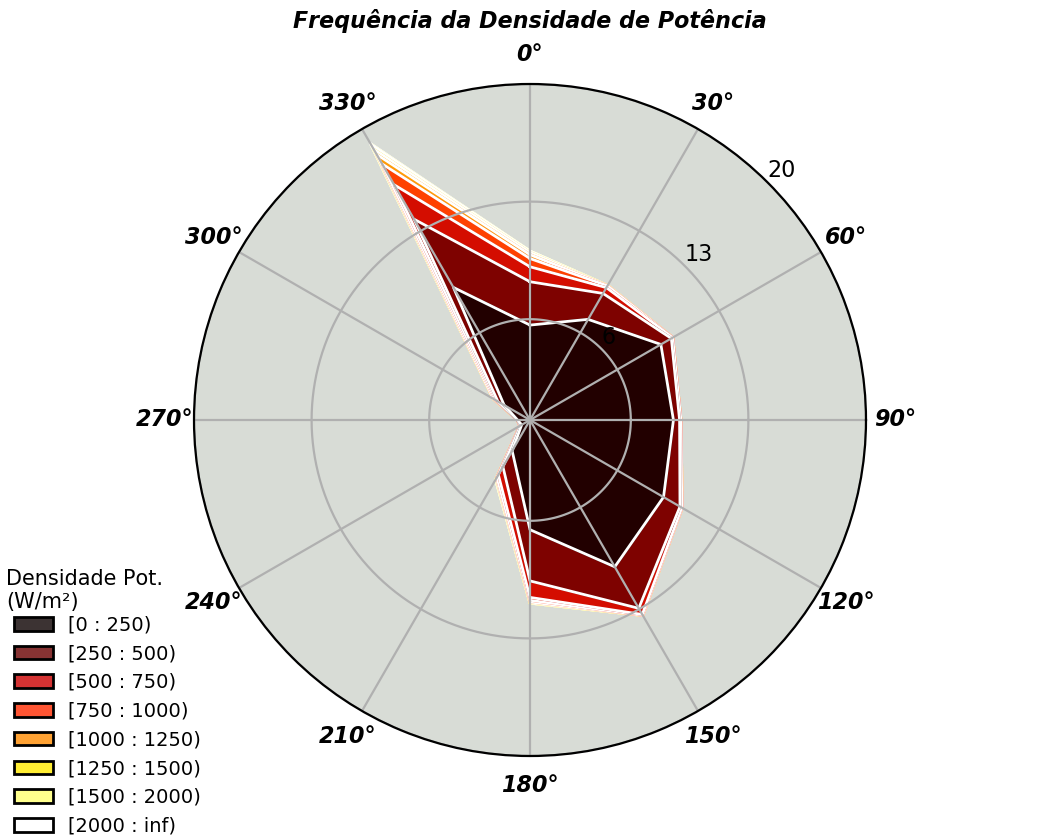 Frequência da Densidade de Potência
0°
330°
30°
20
300°
60°
13
6
270°
90°
Densidade Pot.
(W/m²)
240°
120°
[0 : 250)
[250 : 500)
[500 : 750)
[750 : 1000)
210°
150°
[1000 : 1250)
[1250 : 1500)
180°
[1500 : 2000)
[2000 : inf)